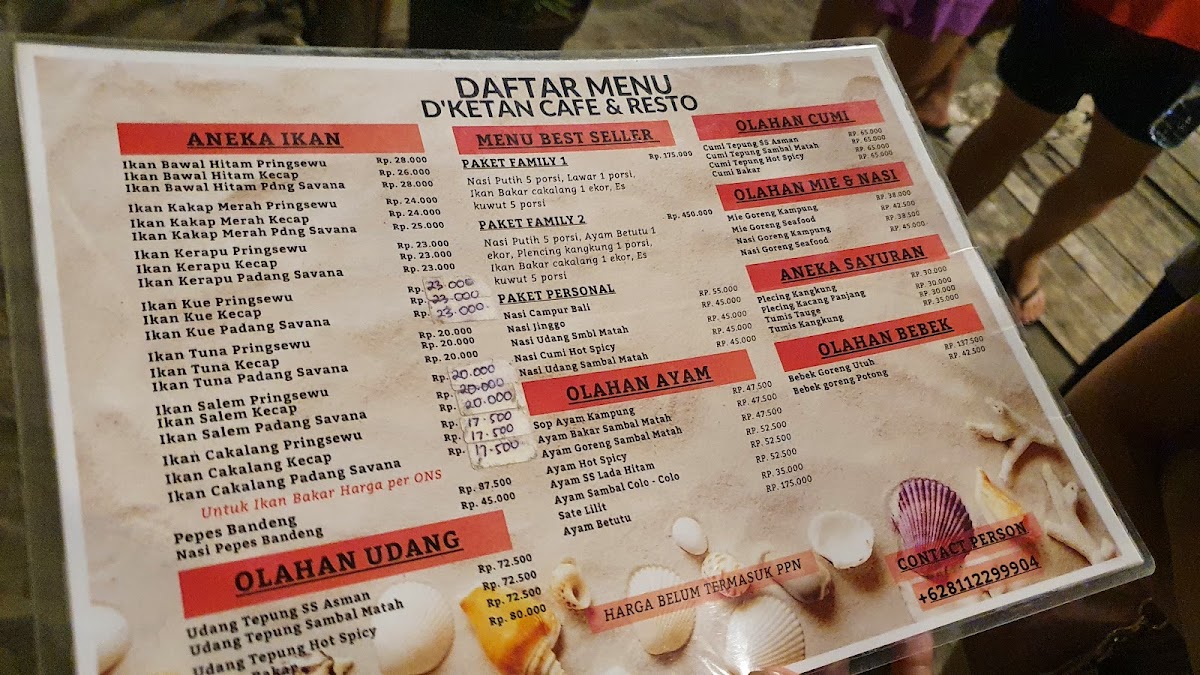 DAFTAR MENU
D'KETAN CAFE & RESTO
ANEKA IKAN
Ikan Bawal Hitam Pringsewu Rp. 28.000
Ikan Bawal Hitam Kecap Rp. 26.000
Ikan Bawal Hitam Pdng Savana Rp. 28.000
Ikan Kakap Merah Pringsewu Rp. 24.000
Ikan Kakap Merah Kecap Rp. 24.000
Ikan Kakap Merah Pdng Savana Rp. 25.000
Ikan Kerapu Pringsewu Rp. 23.000
Ikan Kerapu Kecap Rp. 23.000
Ikan Kerapu Padang Savana Rp. 23.000
Ikan Kue Pringsewu Rp. 23.000
Ikan Kue Kecap Rp. 23.000
Ikan Kue Padang Savana 23.000.
Ikan Tuna Pringsewu Rp. 20.000
Ikan Tuna Kecap Rp. 20.000
Ikan Tuna Padang Savana Rp. 20.000
Ikan Salem Pringsewu Rp. 20.000
Ikan Salem Kecap Rp. 20.000
Ikan Salem Padang Savana Rp. 20.000
Ikan Cakalang Pringsewu Rp. 17.500
Ikan Cakalang Kecap Rp. 17.500
Ikan Cakalang Padang Savana Rp. 17.500
Untuk Ikan Bakar Harga per ONS
Pepes Bandeng Rp. 87.500
Nasi Pepes Bandeng Rp. 45.000
OLAHAN UDANG
Udang Tepung SS Asman Rp. 72.500
Udang Tepung Sambal Matah Rp. 72.500
Udang Tepung Hot Spicy Rp. 72.500
Bakap Rp. 80.000
MENU BEST SELLER
PAKET FAMILY 1 Rp. 175.000
Nasi Putih 5 porsi, Lawar 1 porsi,
Ikan Bakar cakalang 1 ekor, Es
kuwut 5 porsi
PAKET FAMILY 2 Rp. 450.000
Nasi Putih 5 porsi, Ayam Betutu 1
ekor, Plencing kangkung 1 porsi,
Ikan Bakar cakalang 1 ekor, Es
kuwut 5 porsi
PAKET PERSONAL
Nasi Campur Bali RP. 55.000
Nasi Jinggo RP. 45.000
Nasi Udang Smbl Matah RP. 45.000
Nasi Cumi Hot Spicy RP. 45.000
Nasi Udang Sambal Matah RP. 45.000
OLAHAN AYAM
Sop Ayam Kampung RP. 47.500
Ayam Bakar Sambal Matah RP. 47.500
Ayam Goreng Sambal Matah RP. 47.500
Ayam Hot Spicy RP. 52.500
Ayam SS Lada Hitam RP. 52.500
Ayam Sambal Colo - Colo RP. 52.500
Sate Lilit RP. 35.000
Ayam Betutu RP. 175.000
HARGA BELUM TERMASUK PPN
OLAHAN CUMI
Cumi Tepung SS Asman RP. 65.000
Cumi Tepung Sambal Matah RP. 65.000
Cumi Tepung Hot Spicy RP. 65.000
Cumi Bakar RP. 65.000
OLAHAN MIE & NASI
Mie Goreng Kampung RP. 38.000
Mie Goreng Seafood RP. 42.500
Nasi Goreng Kampung RP. 38.500
Nasi Goreng Seafood RP. 45.000
ANEKA SAYURAN
Plecing Kangkung RP. 30.000
Plecing Kacang Panjang RP. 30.000
Tumis Tauge RP. 30.000
Tumis Kangkung RP. 35.000
OLAHAN BEBEK
Bebek Goreng Utuh RP. 137.500
Bebek goreng Potong RP. 42.500
CONTACT PERSON
+628112299904